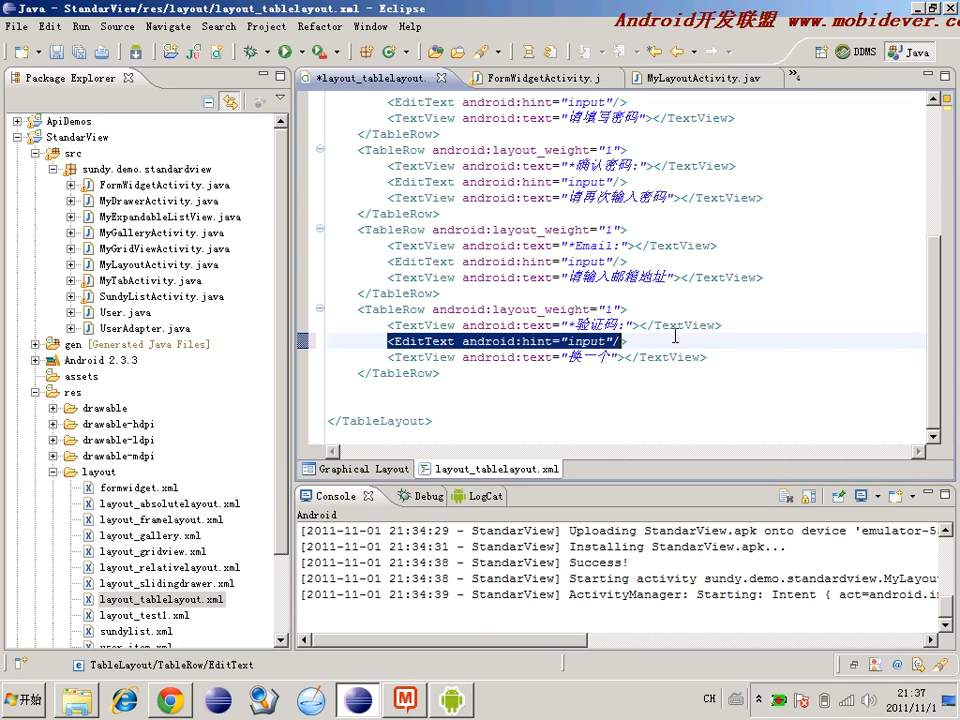 Java - StandarView/res/layout/layout_tablelayout.xml - Eclipse
Android开发联盟 www.mobidever.co
File Edit Run Source Navigate Search Project Refactor Window Help
DDMS Java
Package Explorer
*layout_tablelayout. FormWidgetActivity.j MyLayoutActivity.jav
ApiDemos
StandarView
src
sundy.demo.standardview
FormWidgetActivity.java
MyDrawerActivity.java
MyExpandableListView.java
MyGalleryActivity.java
MyGridViewActivity.java
MyLayoutActivity.java
MyTabActivity.java
SundyListActivity.java
User.java
UserAdapter.java
gen [Generated Java Files]
Android 2.3.3
assets
res
drawable
drawable-hdpi
drawable-ldpi
drawable-mdpi
layout
formwidget.xml
layout_absolutelayout.xml
layout_framelayout.xml
layout_gallery.xml
layout_gridview.xml
layout_relativelayout.xml
layout_slidingdrawer.xml
layout_tablelayout.xml
layout_test1.xml
sundylist.xml
<EditText android:hint="input"/>
<TextView android:text="请填写密码"></TextView>
</TableRow>
<TableRow android:layout_weight="1">
<TextView android:text="*确认密码:"></TextView>
<EditText android:hint="input"/>
<TextView android:text="请再次输入密码"></TextView>
</TableRow>
<TableRow android:layout_weight="1">
<TextView android:text="*Email:"></TextView>
<EditText android:hint="input"/>
<TextView android:text="请输入邮箱地址"></TextView>
</TableRow>
<TableRow android:layout_weight="1">
<TextView android:text="*验证码:"></TextView>
<EditText android:hint="input"/>
<TextView android:text="换一个"></TextView>
</TableRow>
</TableLayout>
Graphical Layout layout_tablelayout.xml
Console Debug LogCat
Android
[2011-11-01 21:34:29 - StandarView] Uploading StandarView.apk onto device 'emulator-5
[2011-11-01 21:34:31 - StandarView] Installing StandarView.apk...
[2011-11-01 21:34:38 - StandarView] Success!
[2011-11-01 21:34:38 - StandarView] Starting activity sundy.demo.standardview.MyLayou
[2011-11-01 21:34:39 - StandarView] ActivityManager: Starting: Intent { act=android.in
TableLayout/TableRow/EditText
开始
CH
21:37
2011/11/1